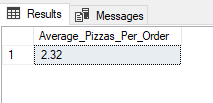 Results Messages
Average_Pizzas_Per_Order
1 2.32